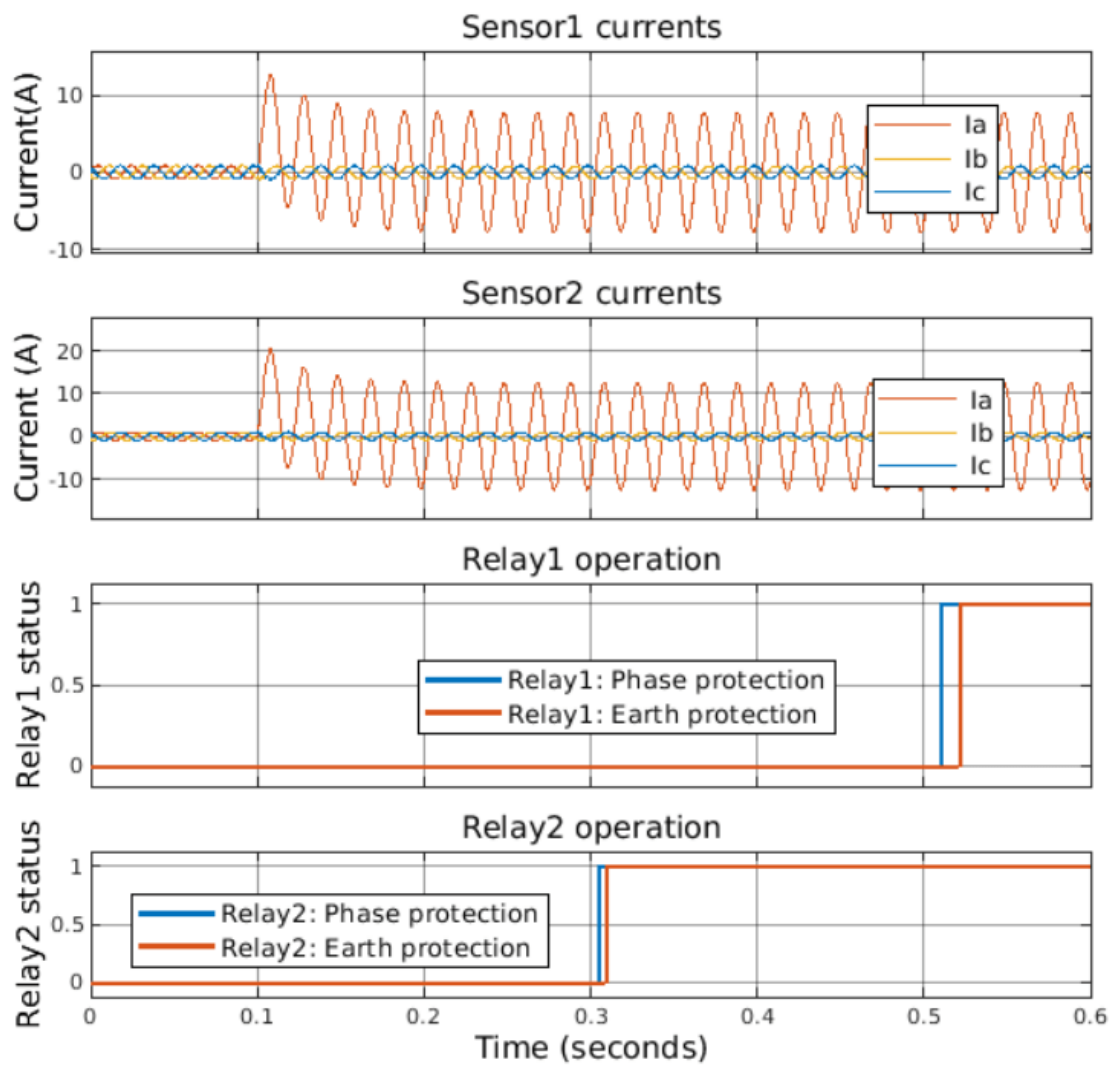 Sensor1 currents
Current(A)
10
0
-10
Ia
Ib
Ic
Sensor2 currents
Current (A)
20
10
0
-10
Ia
Ib
Ic
Relay1 operation
Relay1 status
1
0.5
0
Relay1: Phase protection
Relay1: Earth protection
Relay2 operation
Relay2 status
1
0.5
0
Relay2: Phase protection
Relay2: Earth protection
0 0.1 0.2 0.3 0.4 0.5 0.6
Time (seconds)